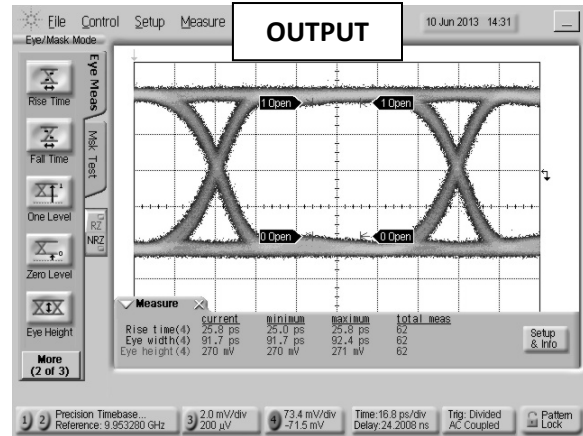 File Control Setup Measure
OUTPUT
10 Jun 2013 14:31
Eye/Mask Mode
Rise Time
Fall Time
One Level
Zero Level
Eye Height
More
(2 of 3)
Eye Meas
Msk Test
RZ
NRZ
1 Open 1 Open
0 Open 0 Open
Measure
current minimum maximum total meas
Rise time(4) 25.8 ps 25.0 ps 25.8 ps 62
Eye width(4) 91.7 ps 91.7 ps 92.4 ps 62
Eye height(4) 270 mV 270 mV 271 mV 62
Setup
& Info
1 2 Precision Timebase...
Reference: 9.953280 GHz
3 2.0 mV/div
200 µV
4 73.4 mV/div
-71.5 mV
Time:16.8 ps/div
Delay:24.2008 ns
Trig: Divided
AC Coupled
Pattern
Lock